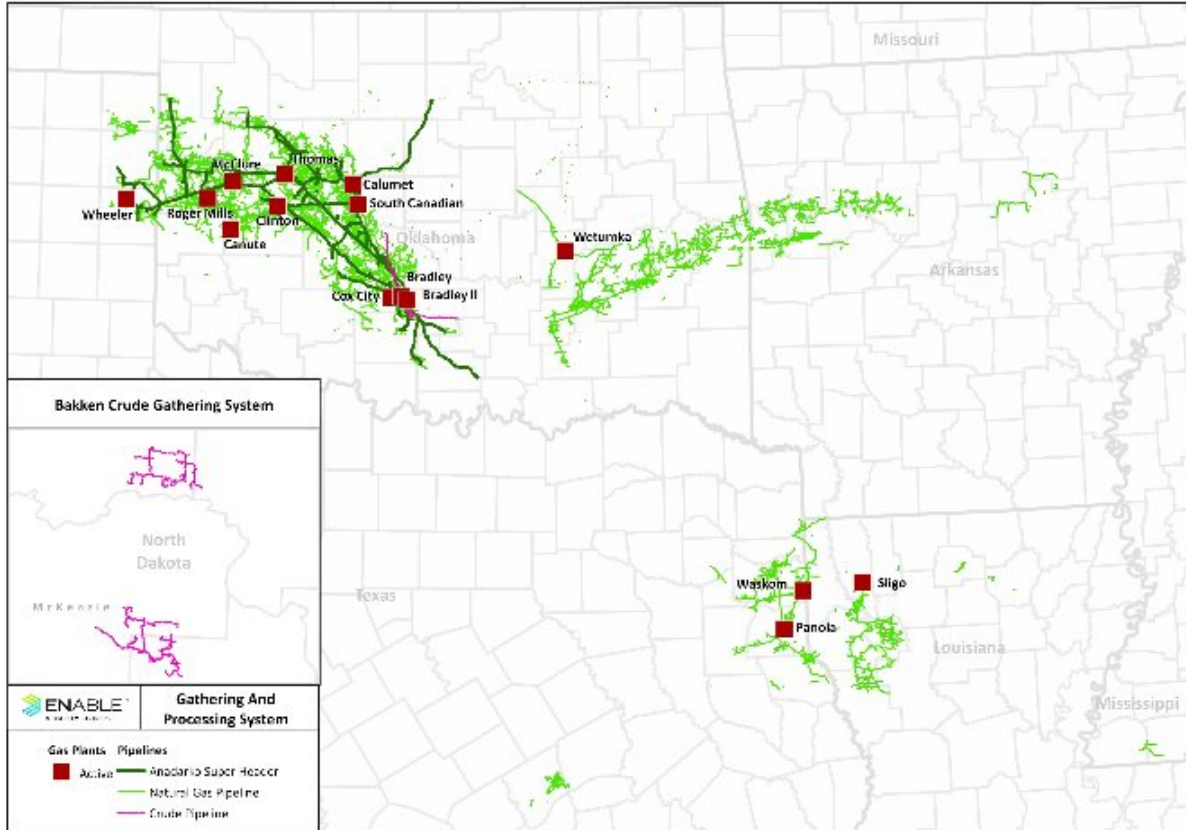 Missouri
McClure
Thomas
Calumet
Wheeler
Roger Mills
Clinton
South Canadian
Canute
Oklahoma
Wetumka
Arkansas
Bradley
Cox City
Bradley II
Bakken Crude Gathering System
North
Dakota
McKenzie
Texas
Waskom
Sligo
Panola
Louisiana
Mississippi
ENABLE
Gathering And
Processing System
Gas Plants Pipelines
Active Anadarko Super Header
Natural Gas Pipeline
Crude Pipeline